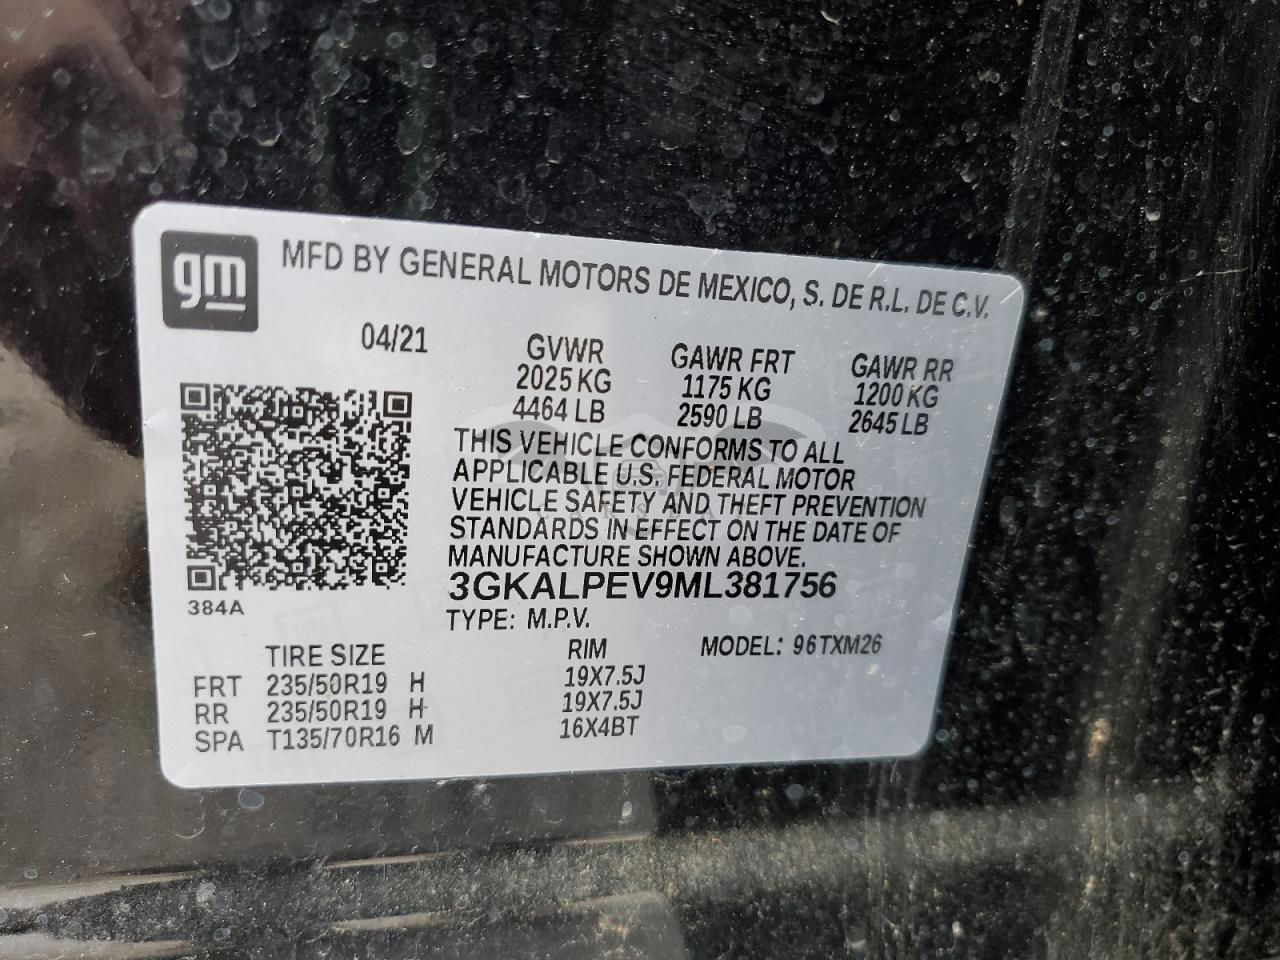 gm
MFD BY GENERAL MOTORS DE MEXICO, S. DE R.L. DE C.V.
04/21 GVWR GAWR FRT GAWR RR
2025 KG 1175 KG 1200 KG
4464 LB 2590 LB 2645 LB
THIS VEHICLE CONFORMS TO ALL
APPLICABLE U.S. FEDERAL MOTOR
VEHICLE SAFETY AND THEFT PREVENTION
STANDARDS IN EFFECT ON THE DATE OF
MANUFACTURE SHOWN ABOVE.
3GKALPEV9ML381756
384A
TYPE: M.P.V.
TIRE SIZE RIM MODEL: 96TXM26
FRT 235/50R19 H 19X7.5J
RR 235/50R19 H 19X7.5J
SPA T135/70R16 M 16X4BT